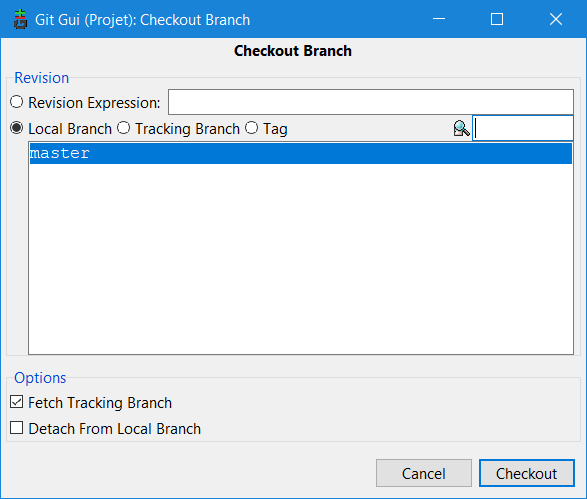 Git Gui (Projet): Checkout Branch
Checkout Branch
Revision
Revision Expression:
Local Branch Tracking Branch Tag
master
Options
Fetch Tracking Branch
Detach From Local Branch
Cancel Checkout